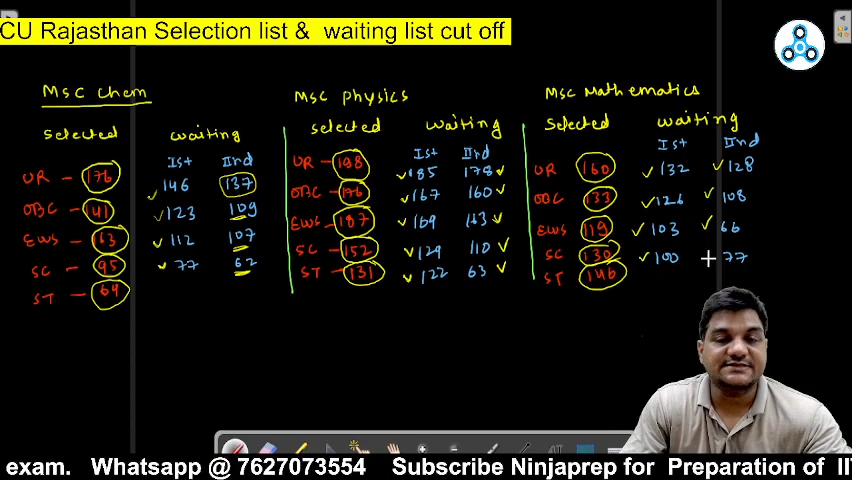 CU Rajasthan Selection list & waiting list cut off
MSC Chem
Selected waiting
Ist IInd
UR - 176 146 137
OBC - 141 123 109
EWS - 163 112 107
SC - 95 77 62
ST - 64
MSC Physics
Selected waiting
Ist IInd
UR - 198 185 178
OBC - 176 167 160
EWS - 187 169 163
SC - 152 129 110
ST - 131 122 63
MSC Mathematics
Selected waiting
Ist IInd
UR 160 132 128
OBC 133 126 108
EWS 119 103 66
SC 130 100 77
ST 146
exam. Whatsapp @ 7627073554 Subscribe Ninjaprep for Preparation of II